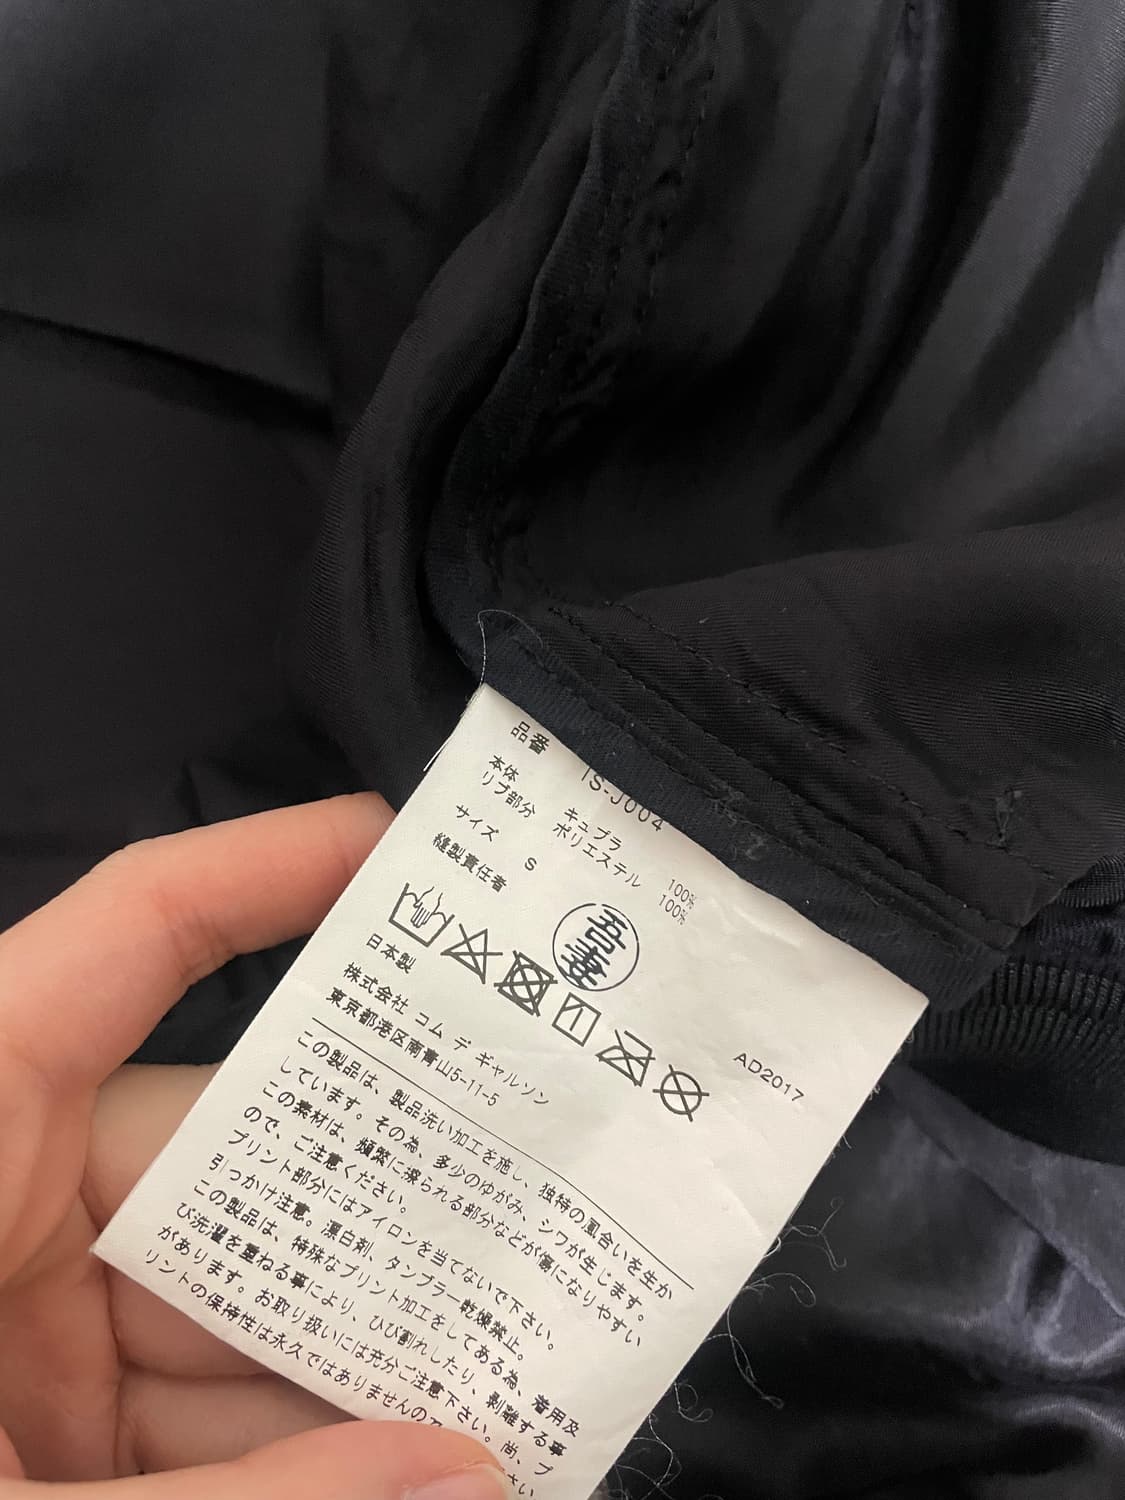 品番 IS-J004
本体 キュプラ 100%
リブ部分 ポリエステル 100%
サイズ S
縫製責任者 吾妻
日本製 AD2017
株式会社 コム デ ギャルソン
東京都港区南青山5-11-5
この製品は、製品洗い加工を施し、独特の風合いを生か
しています。その為、多少のゆがみ、シワが生じます。
この素材は、頻繁に擦られる部分などが傷になりやすい
ので、ご注意ください。
プリント部分にはアイロンを当てないで下さい。
引っかけ注意。漂白剤、タンブラー乾燥禁止。
この製品は、特殊なプリント加工をしてある為、着用及
び洗濯を重ねる事により、ひび割れしたり、剥離する事
があります。お取り扱いには充分ご注意下さい。尚、プ
リントの保持性は永久ではありませんので
さい